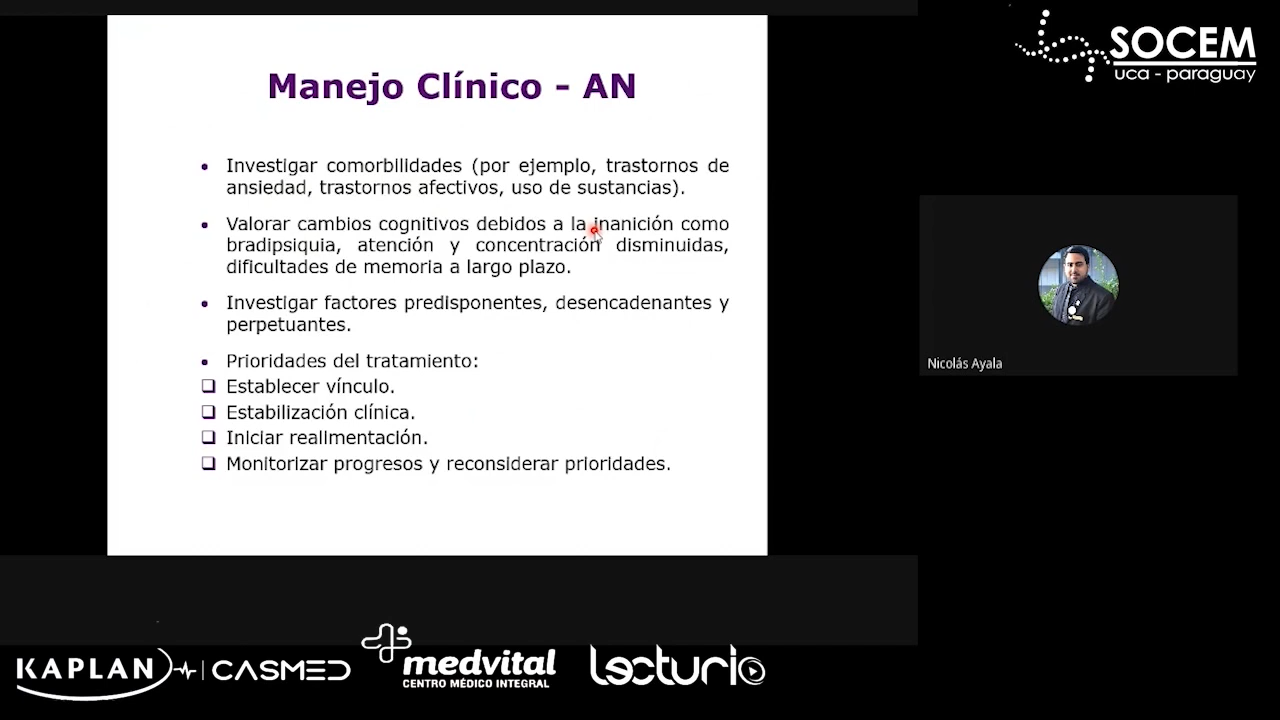 SOCEM
uca - paraguay
Manejo Clínico - AN
• Investigar comorbilidades (por ejemplo, trastornos de
ansiedad, trastornos afectivos, uso de sustancias).
• Valorar cambios cognitivos debidos a la inanición como
bradipsiquia, atención y concentración disminuidas,
dificultades de memoria a largo plazo.
• Investigar factores predisponentes, desencadenantes y
perpetuantes.
• Prioridades del tratamiento:
❑ Establecer vínculo.
❑ Estabilización clínica.
❑ Iniciar realimentación.
❑ Monitorizar progresos y reconsiderar prioridades.
Nicolás Ayala
KAPLAN | CASMED
medvital
CENTRO MÉDICO INTEGRAL
Lecturio